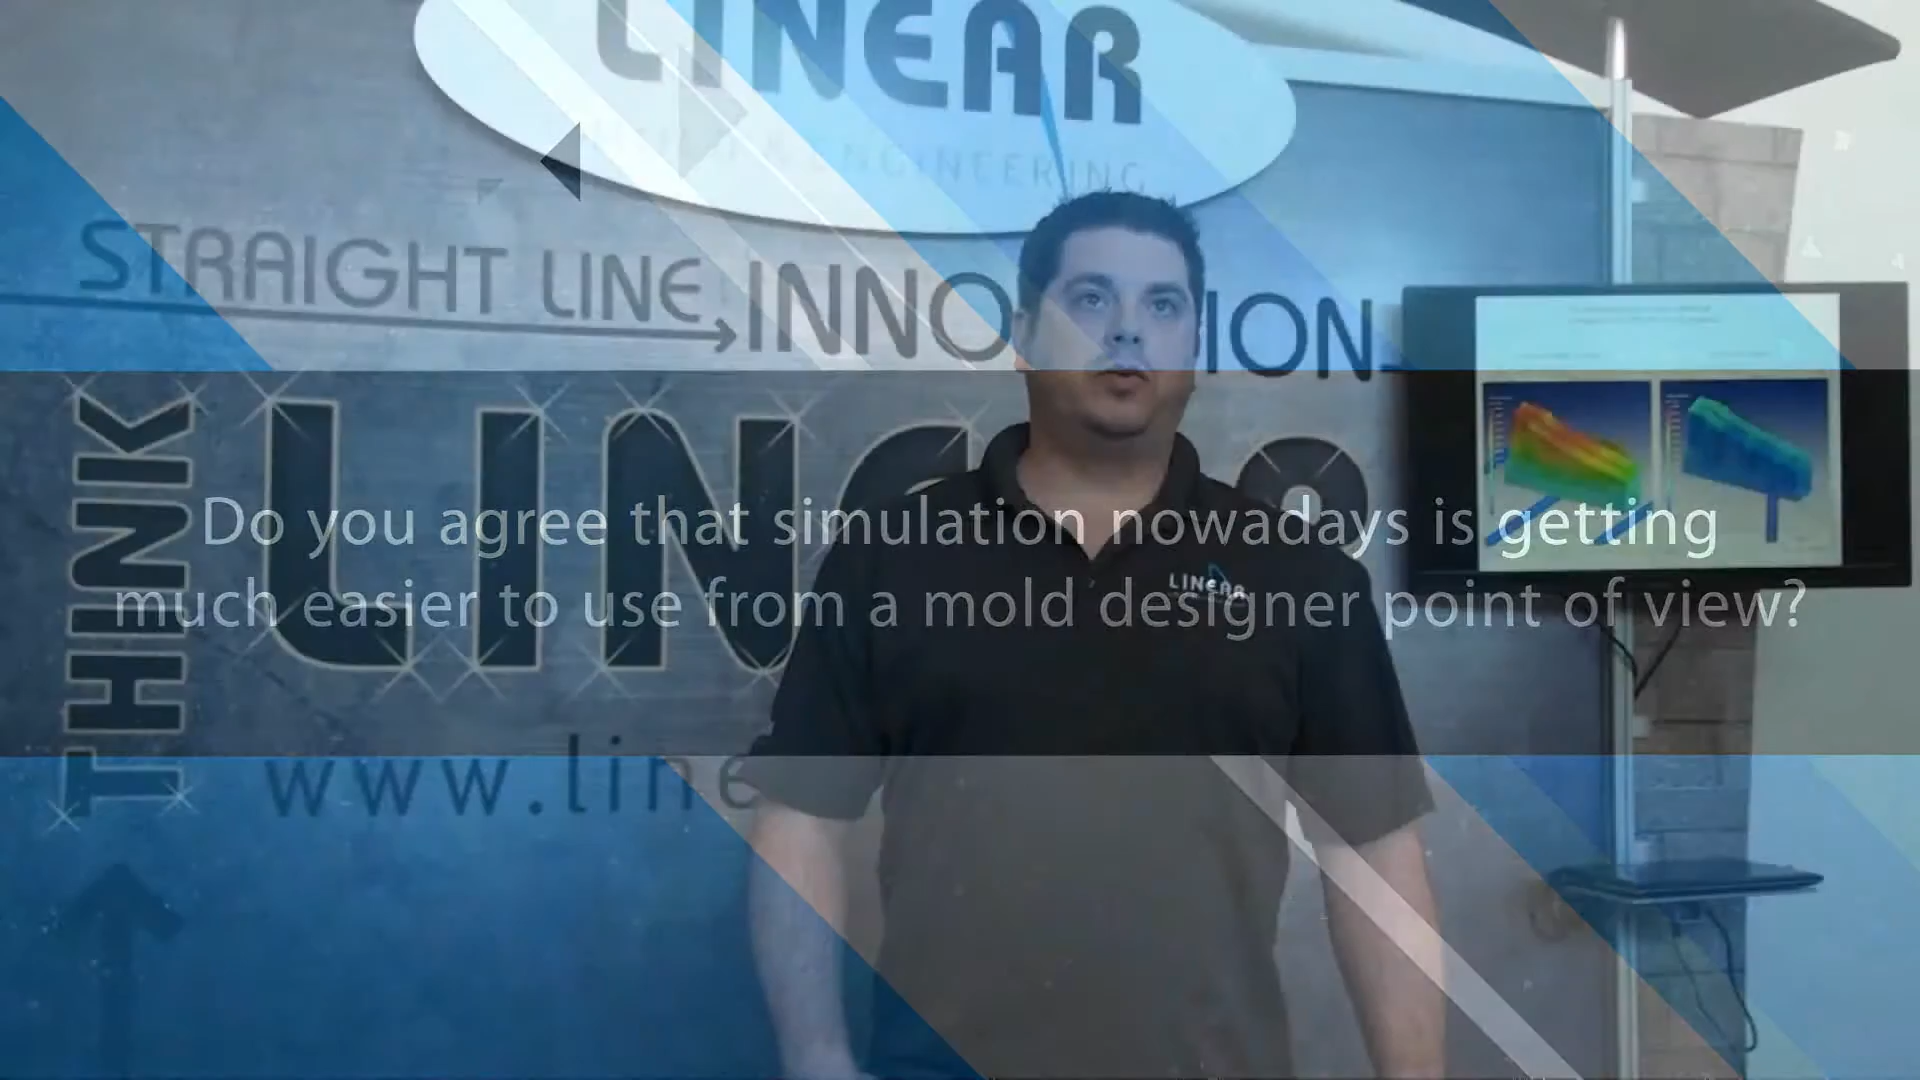 LINEAR
ENGINEERING
STRAIGHT LINE INNO ION
THINK
LIN
Do you agree that simulation nowadays is getting
much easier to use from a mold designer point of view?
LINEAR
www.line